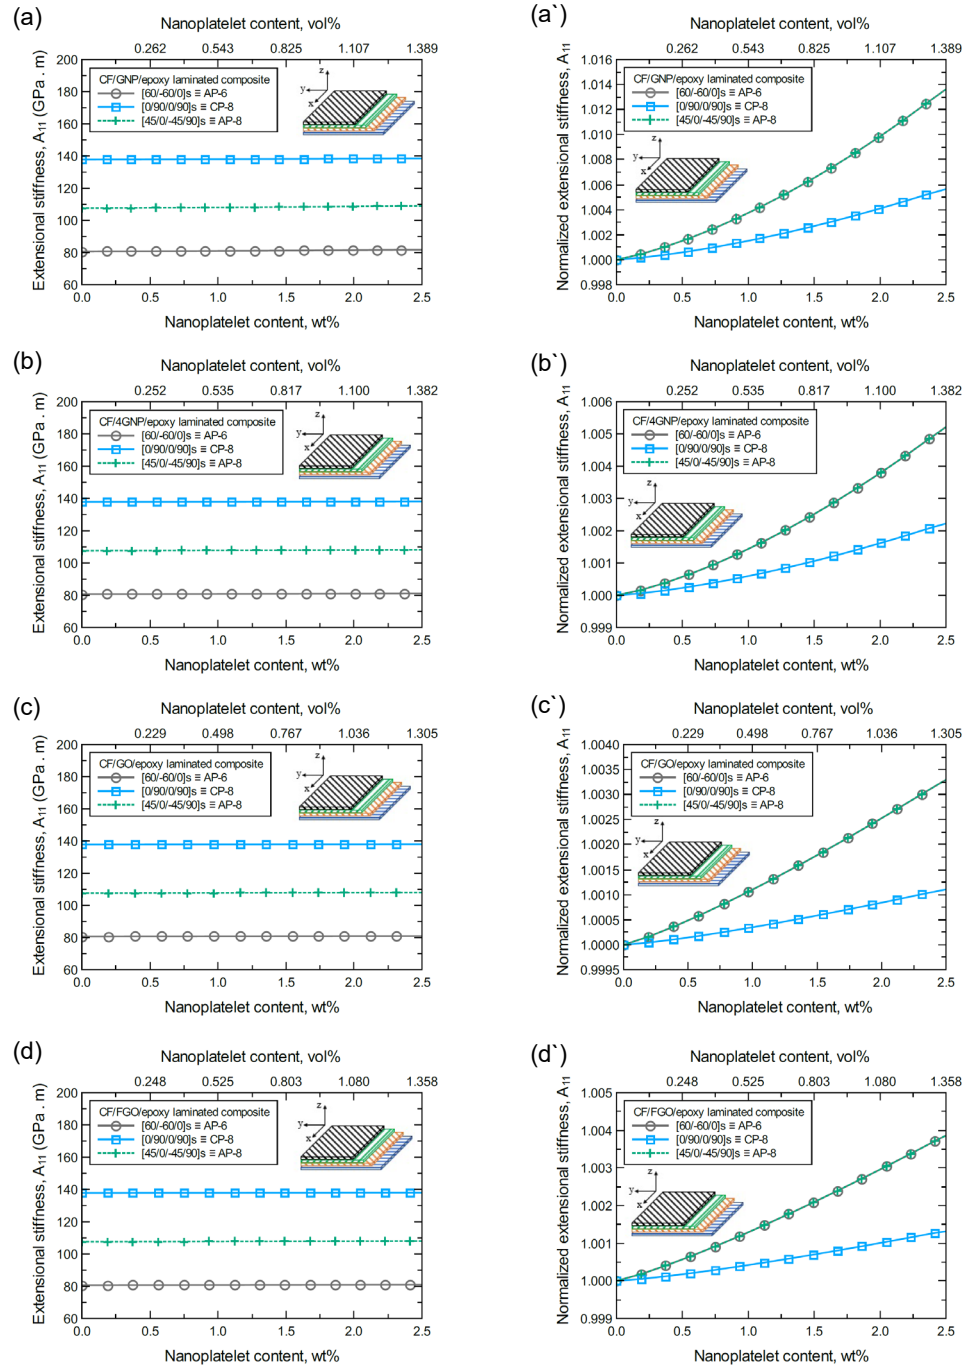 (a)
Nanoplatelet content, vol%
0.262 0.543 0.825 1.107 1.389
Extensional stiffness, A₁₁ (GPa . m)
200
180
160
140
120
100
80
60
CF/GNP/epoxy laminated composite
[60/-60/0]s ≡ AP-6
[0/90/0/90]s ≡ CP-8
[45/0/-45/90]s ≡ AP-8
z
y
x
0.0 0.5 1.0 1.5 2.0 2.5
Nanoplatelet content, wt%
(a`)
Nanoplatelet content, vol%
0.262 0.543 0.825 1.107 1.389
Normalized extensional stiffness, A₁₁
1.016
1.014
1.012
1.010
1.008
1.006
1.004
1.002
1.000
0.998
CF/GNP/epoxy laminated composite
[60/-60/0]s ≡ AP-6
[0/90/0/90]s ≡ CP-8
[45/0/-45/90]s ≡ AP-8
z
y
x
0.0 0.5 1.0 1.5 2.0 2.5
Nanoplatelet content, wt%
(b)
Nanoplatelet content, vol%
0.252 0.535 0.817 1.100 1.382
Extensional stiffness, A₁₁ (GPa . m)
200
180
160
140
120
100
80
60
CF/4GNP/epoxy laminated composite
[60/-60/0]s ≡ AP-6
[0/90/0/90]s ≡ CP-8
[45/0/-45/90]s ≡ AP-8
z
y
x
0.0 0.5 1.0 1.5 2.0 2.5
Nanoplatelet content, wt%
(b`)
Nanoplatelet content, vol%
0.252 0.535 0.817 1.100 1.382
Normalized extensional stiffness, A₁₁
1.006
1.004
1.003
1.002
1.001
1.000
0.999
CF/4GNP/epoxy laminated composite
[60/-60/0]s ≡ AP-6
[0/90/0/90]s ≡ CP-8
[45/0/-45/90]s ≡ AP-8
z
y
x
0.0 0.5 1.0 1.5 2.0 2.5
Nanoplatelet content, wt%
(c)
Nanoplatelet content, vol%
0.229 0.498 0.767 1.036 1.305
Extensional stiffness, A₁₁ (GPa . m)
200
180
160
140
120
100
80
60
CF/GO/epoxy laminated composite
[60/-60/0]s ≡ AP-6
[0/90/0/90]s ≡ CP-8
[45/0/-45/90]s ≡ AP-8
z
y
x
0.0 0.5 1.0 1.5 2.0 2.5
Nanoplatelet content, wt%
(c`)
Nanoplatelet content, vol%
0.229 0.498 0.767 1.036 1.305
Normalized extensional stiffness, A₁₁
1.0040
1.0030
1.0025
1.0020
1.0015
1.0010
1.0005
1.0000
0.9995
CF/GO/epoxy laminated composite
[60/-60/0]s ≡ AP-6
[0/90/0/90]s ≡ CP-8
[45/0/-45/90]s ≡ AP-8
z
y
x
0.0 0.5 1.0 1.5 2.0 2.5
Nanoplatelet content, wt%
(d)
Nanoplatelet content, vol%
0.248 0.525 0.803 1.080 1.358
Extensional stiffness, A₁₁ (GPa . m)
200
180
160
140
120
100
80
60
CF/FGO/epoxy laminated composite
[60/-60/0]s ≡ AP-6
[0/90/0/90]s ≡ CP-8
[45/0/-45/90]s ≡ AP-8
z
y
x
0.0 0.5 1.0 1.5 2.0 2.5
Nanoplatelet content, wt%
(d`)
Nanoplatelet content, vol%
0.248 0.525 0.803 1.080 1.358
Normalized extensional stiffness, A₁₁
1.005
1.004
1.003
1.002
1.001
1.000
0.999
CF/FGO/epoxy laminated composite
[60/-60/0]s ≡ AP-6
[0/90/0/90]s ≡ CP-8
[45/0/-45/90]s ≡ AP-8
z
y
x
0.0 0.5 1.0 1.5 2.0 2.5
Nanoplatelet content, wt%